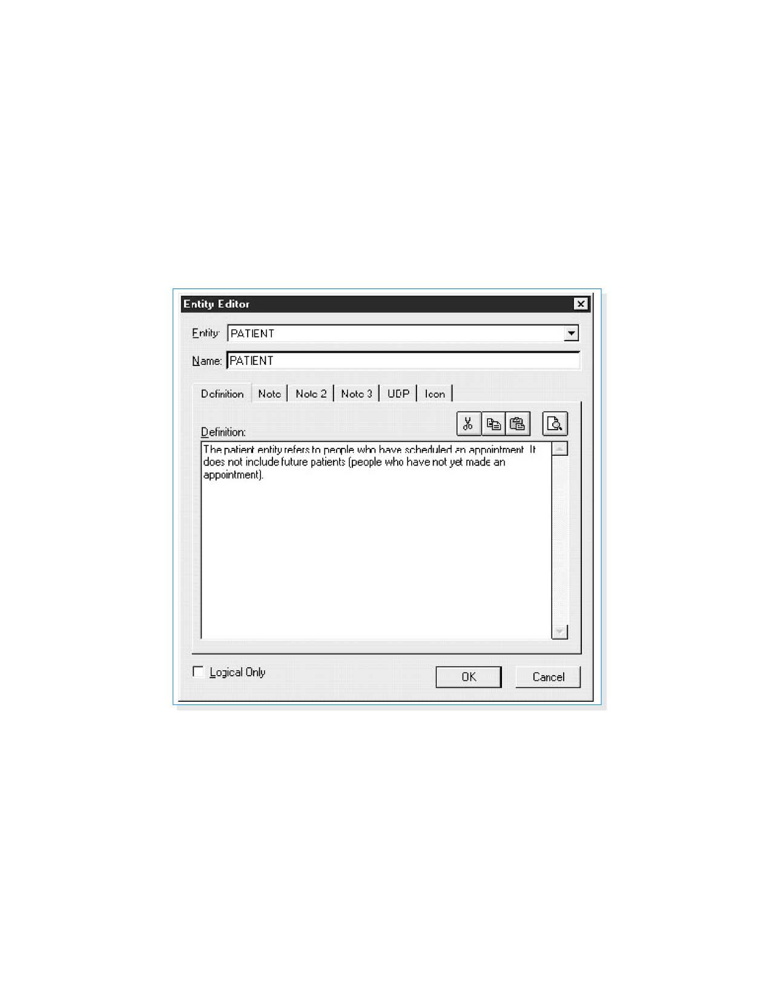 Entity Editor
Entity: PATIENT
Name: PATIENT
Definition Note Note 2 Note 3 UDP Icon
Definition:
The patient entity refers to people who have scheduled an appointment. It
does not include future patients (people who have not yet made an
appointment).
Logical Only
OK Cancel